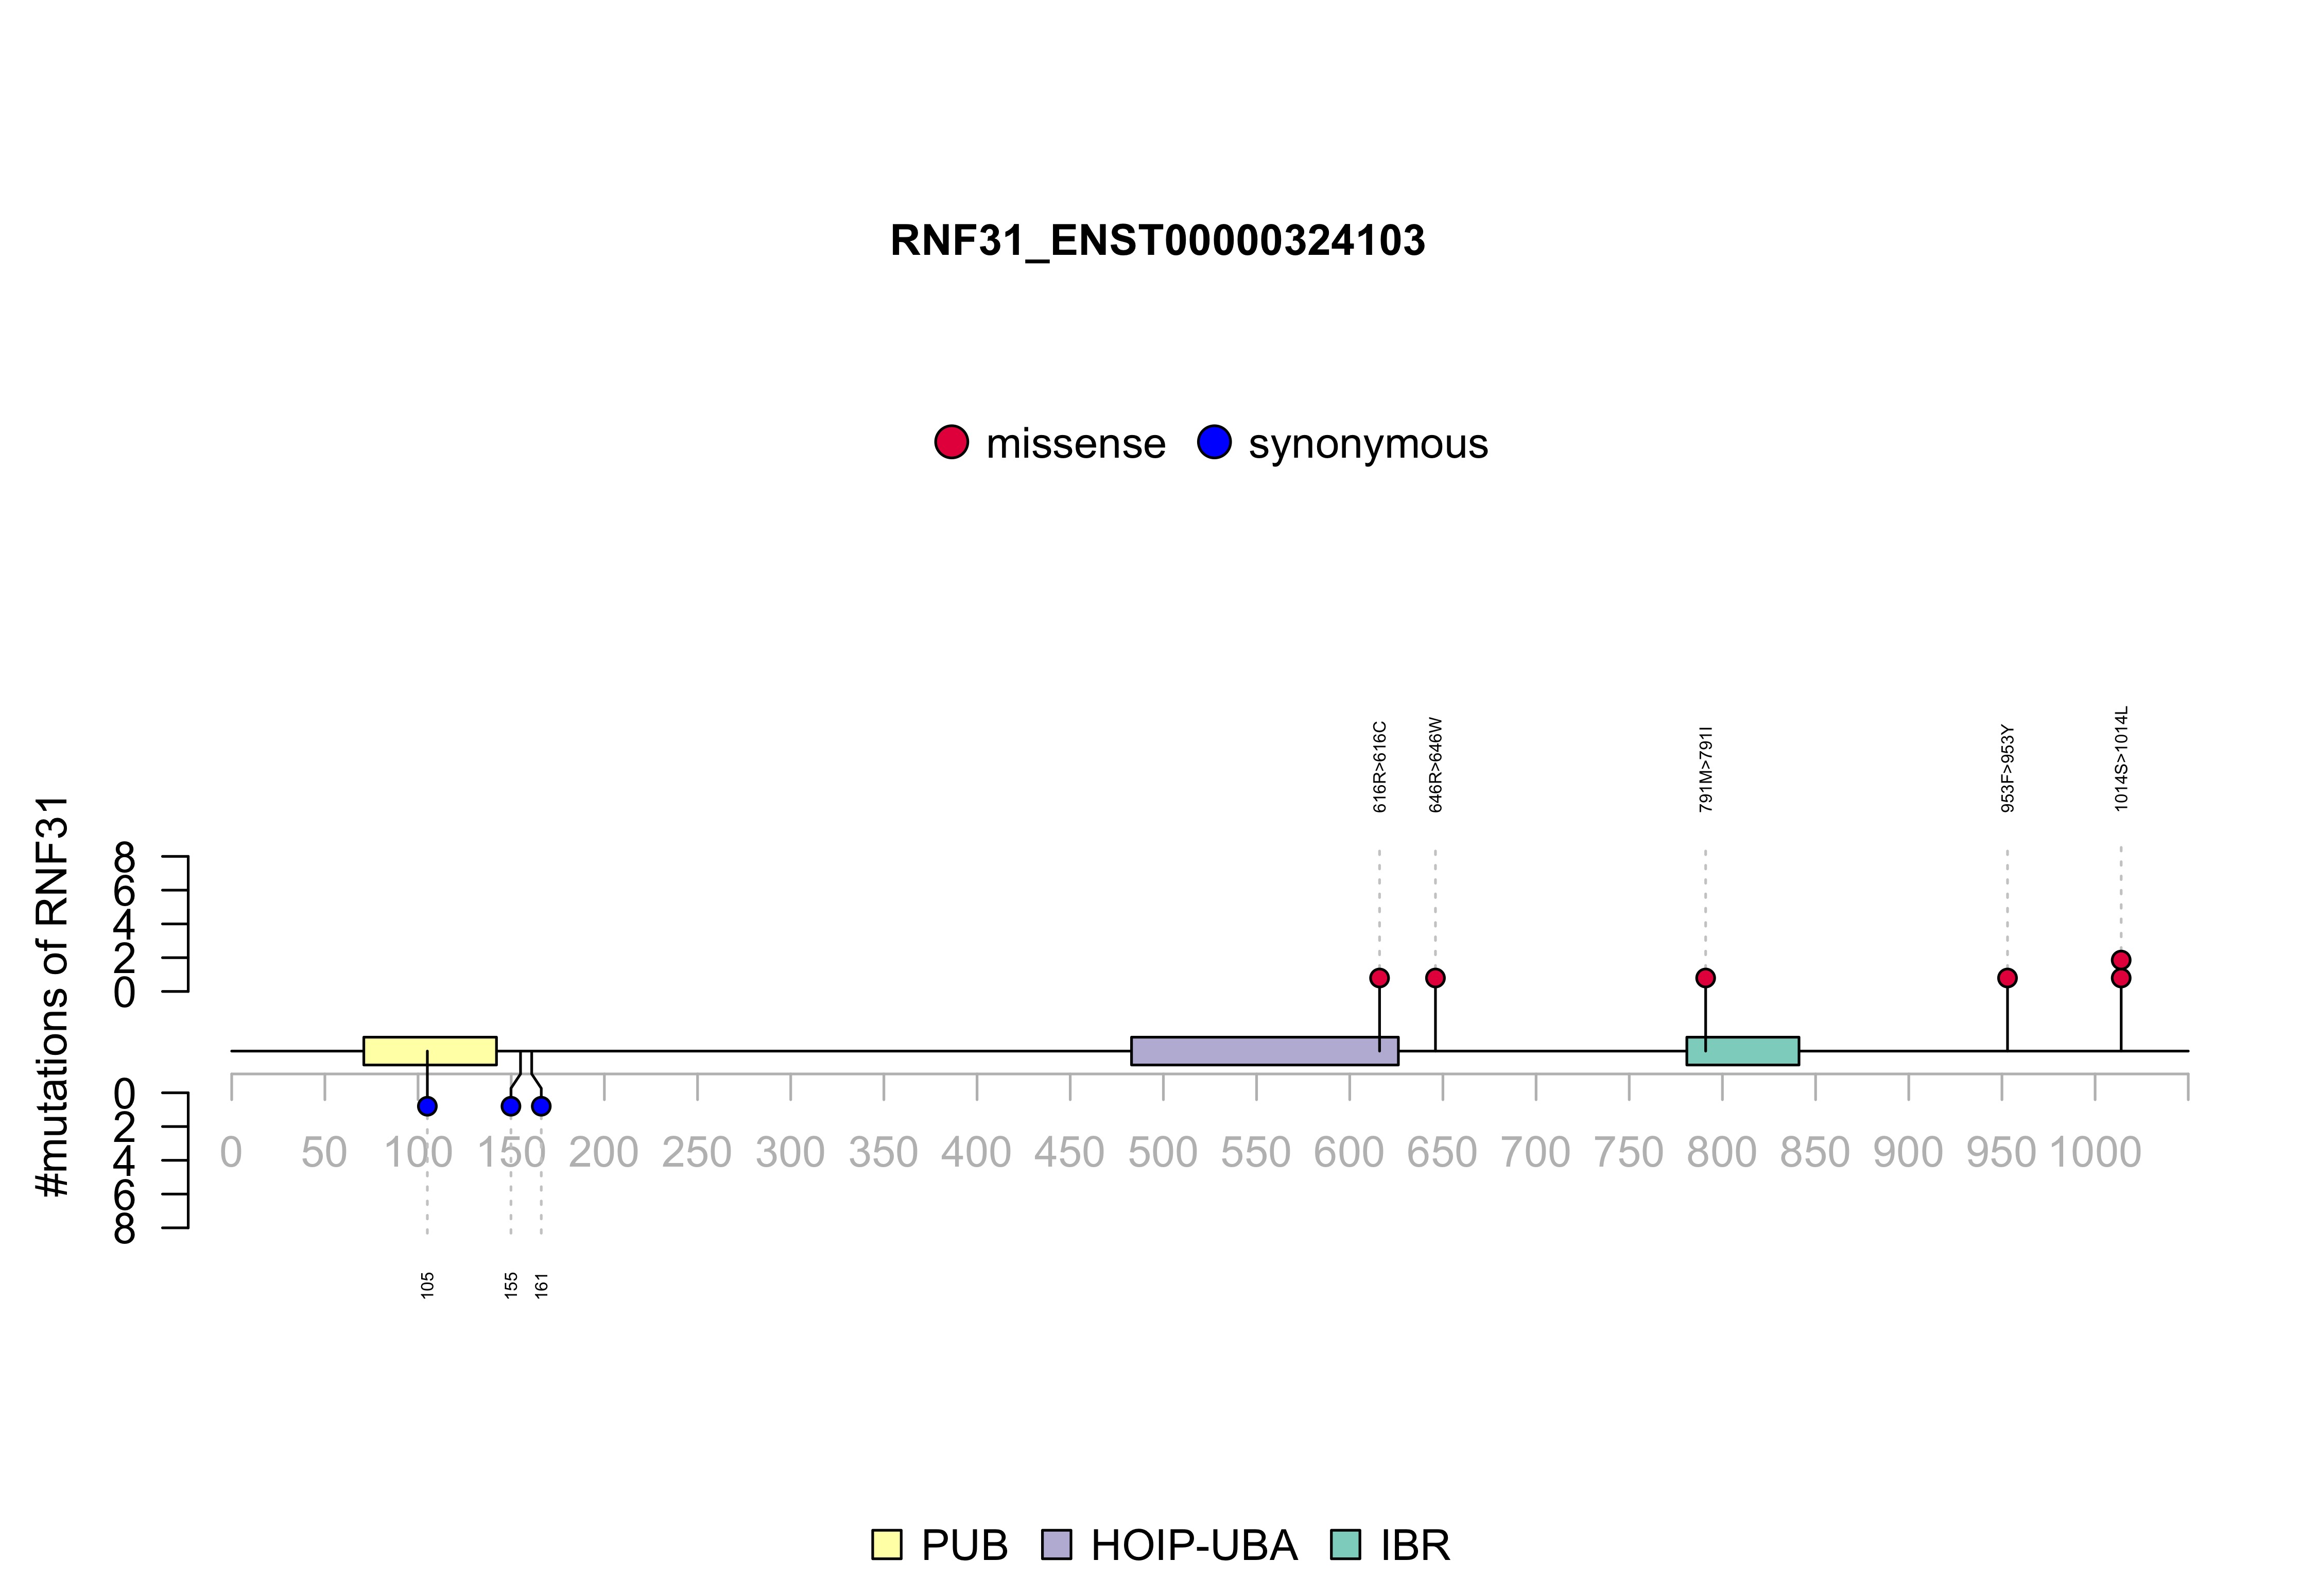 RNF31_ENST00000324103
missense synonymous
616R>616C
646R>646W
791M>791I
953F>953Y
1014S>1014L
#mutations of RNF31
8
6
4
2
0
0
2
4
6
8
0 50 100 150 200 250 300 350 400 450 500 550 600 650 700 750 800 850 900 950 1000
105
155
161
PUB HOIP-UBA IBR